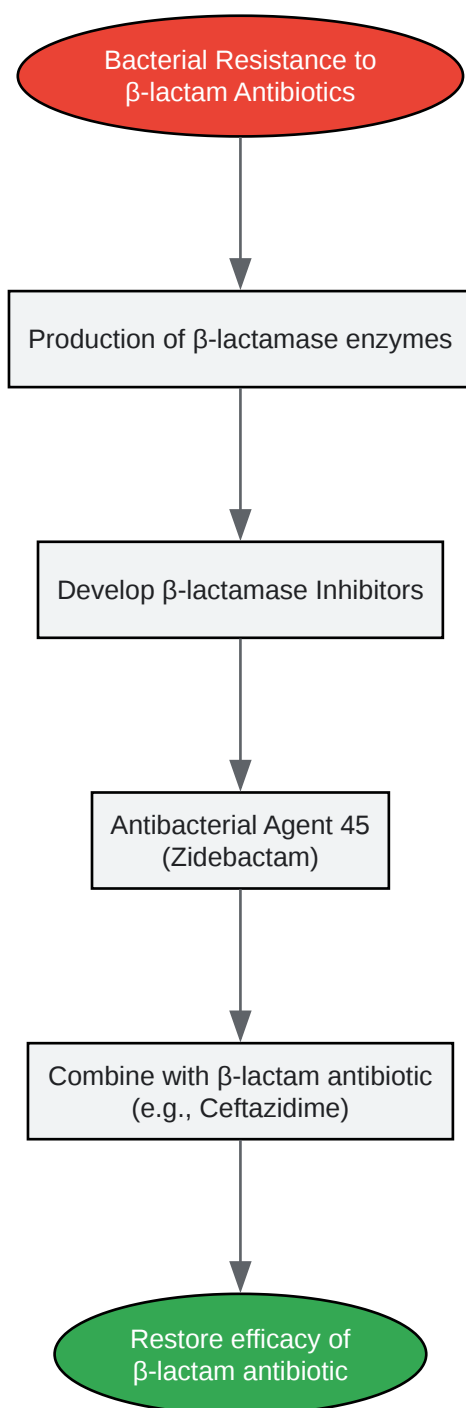 Bacterial Resistance to
β-lactam Antibiotics
Production of β-lactamase enzymes
Develop β-lactamase Inhibitors
Antibacterial Agent 45
(Zidebactam)
Combine with β-lactam antibiotic
(e.g., Ceftazidime)
Restore efficacy of
β-lactam antibiotic